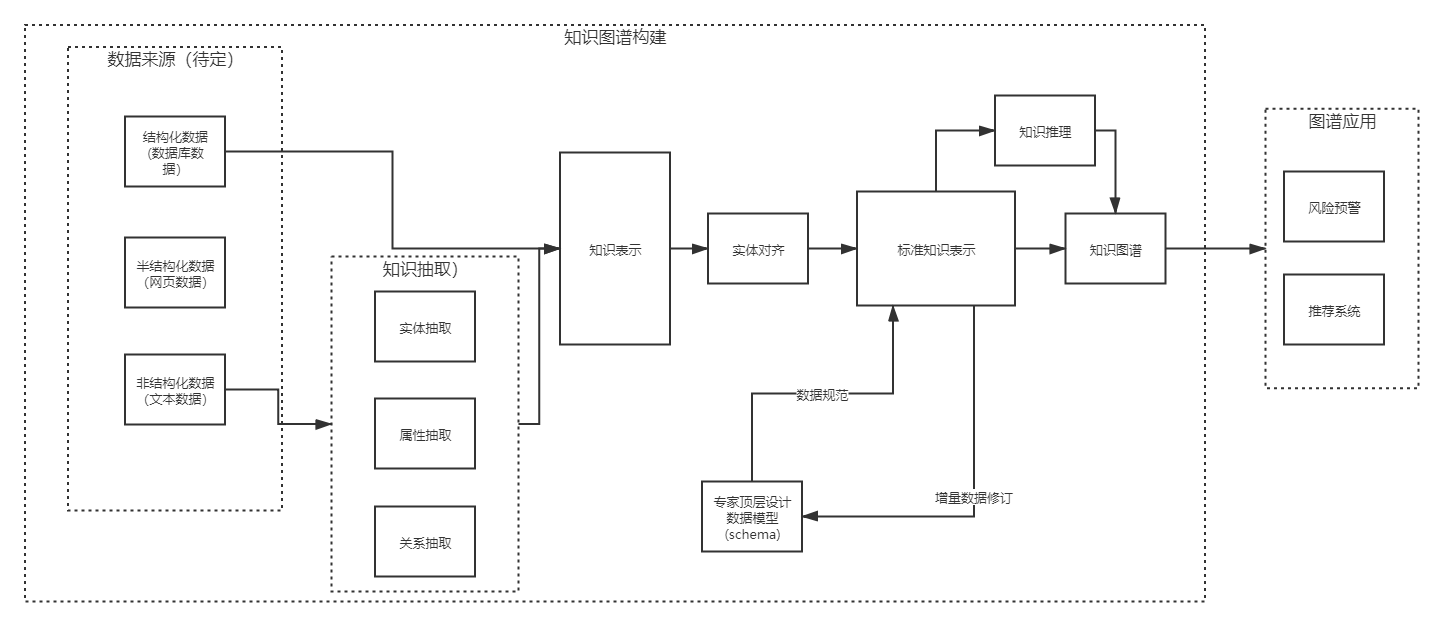 知识图谱构建
数据来源（待定）
结构化数据
（数据库数
据）
半结构化数据
（网页数据）
非结构化数据
（文本数据）
知识抽取）
实体抽取
属性抽取
关系抽取
知识表示
实体对齐
标准知识表示
知识推理
知识图谱
数据规范
增量数据修订
专家顶层设计
数据模型
（schema）
图谱应用
风险预警
推荐系统